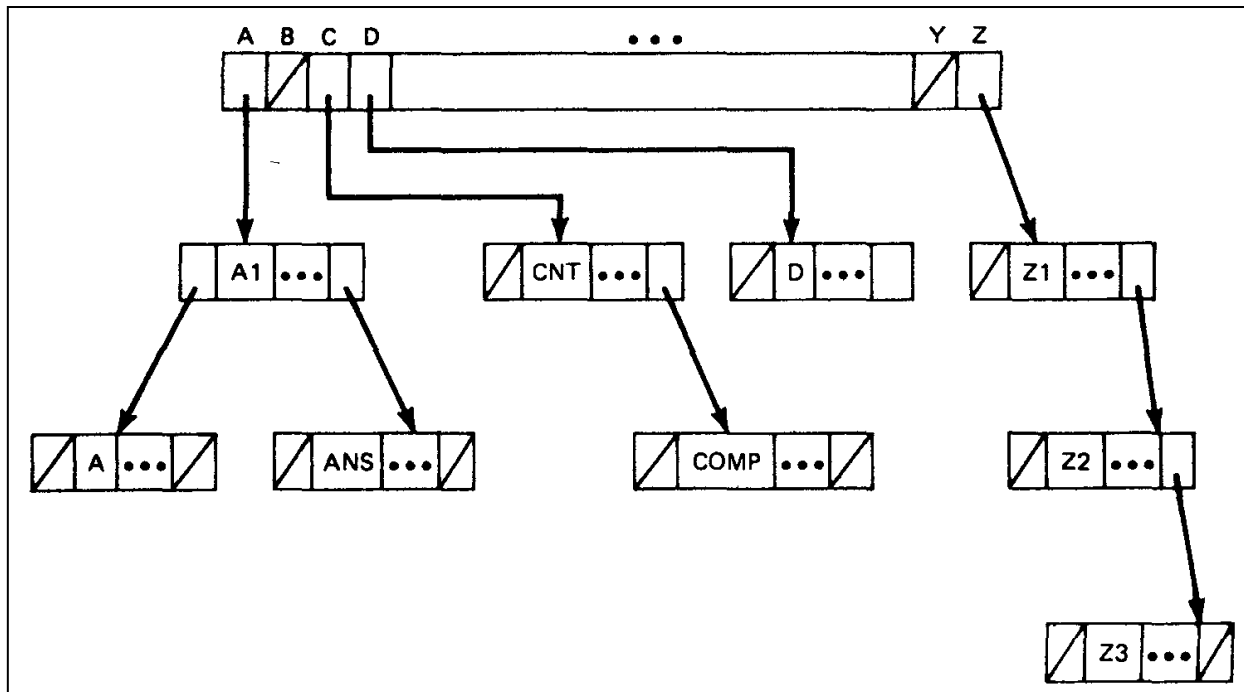 A B C D ••• Y Z
A1 ••• CNT ••• D ••• Z1 •••
A ••• ANS ••• COMP ••• Z2 •••
Z3 •••